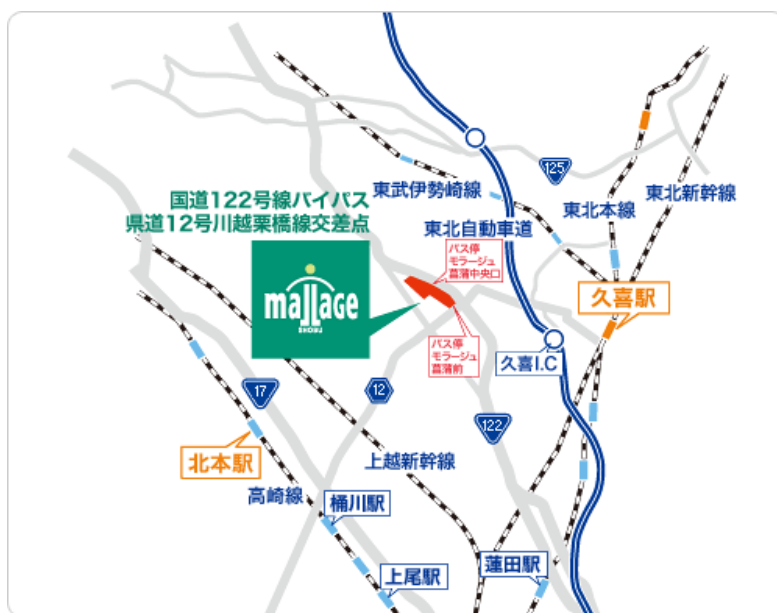 125
東武伊勢崎線
東北本線
東北新幹線
国道122号線バイパス
県道12号川越栗橋線交差点
東北自動車道
バス停
モラージュ
菖蒲中央口
mallage
SHOBU
久喜駅
バス停
モラージュ
菖蒲前
久喜I.C
17
12
122
北本駅
上越新幹線
高崎線
桶川駅
蓮田駅
上尾駅